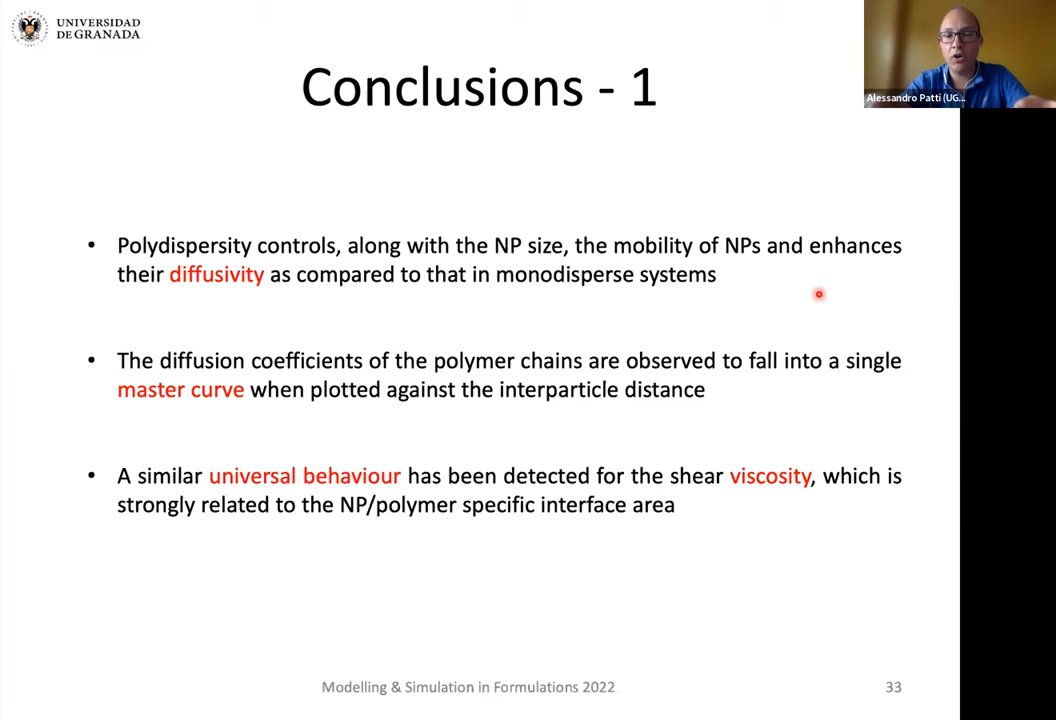 UNIVERSIDAD
DE GRANADA
Conclusions - 1
Alessandro Patti (UG...
• Polydispersity controls, along with the NP size, the mobility of NPs and enhances
their diffusivity as compared to that in monodisperse systems
• The diffusion coefficients of the polymer chains are observed to fall into a single
master curve when plotted against the interparticle distance
• A similar universal behaviour has been detected for the shear viscosity, which is
strongly related to the NP/polymer specific interface area
Modelling & Simulation in Formulations 2022
33